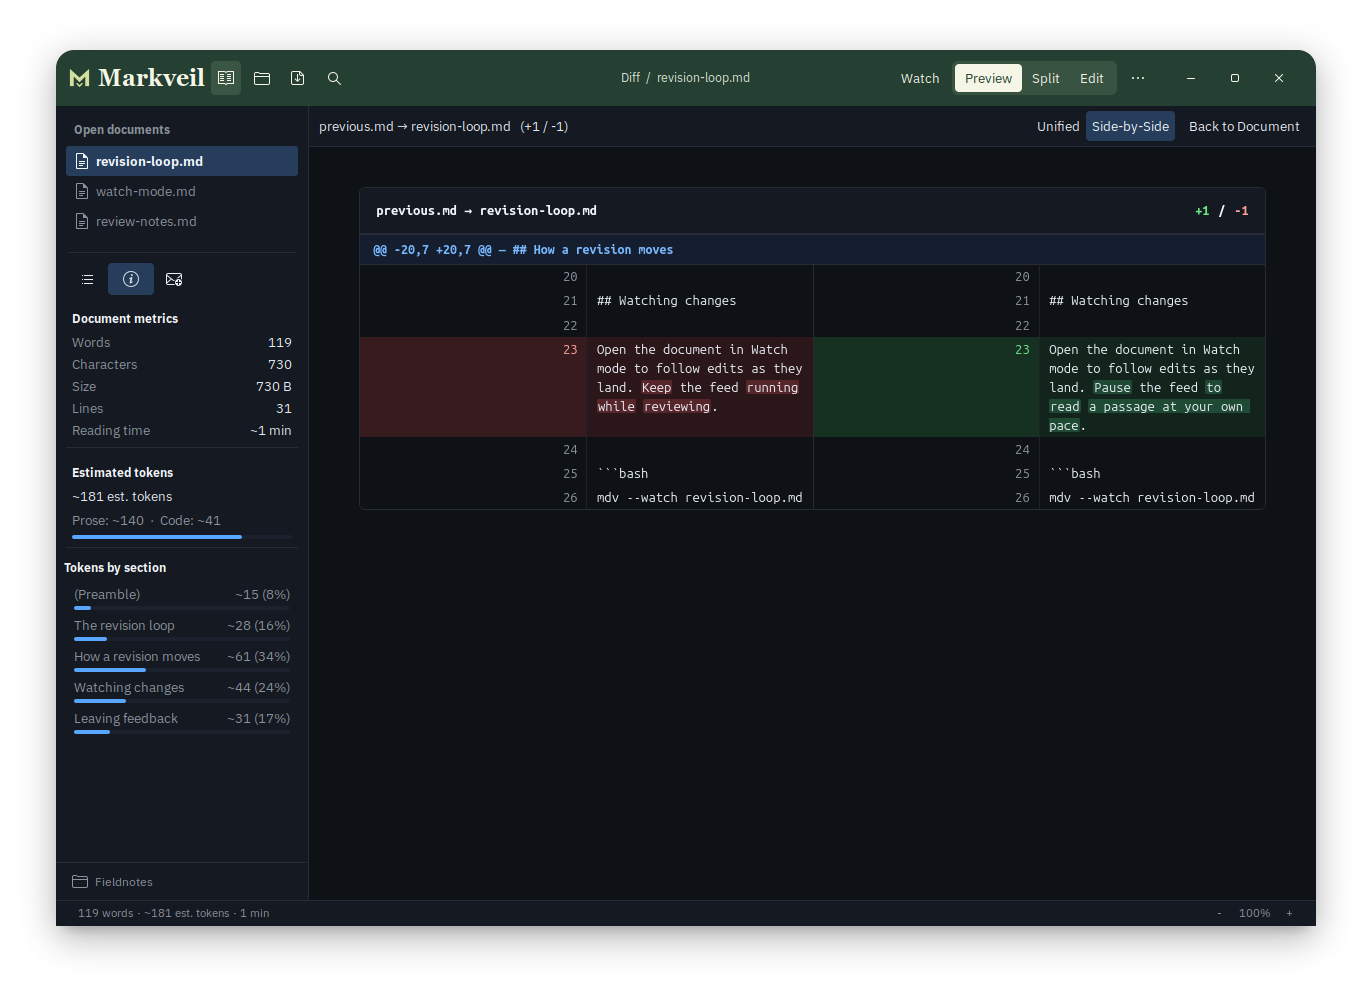 Markveil
Diff / revision-loop.md
Watch
Preview
Split
Edit
Open documents
revision-loop.md
watch-mode.md
review-notes.md
Document metrics
Words 119
Characters 730
Size 730 B
Lines 31
Reading time ~1 min
Estimated tokens
~181 est. tokens
Prose: ~140 · Code: ~41
Tokens by section
(Preamble) ~15 (8%)
The revision loop ~28 (16%)
How a revision moves ~61 (34%)
Watching changes ~44 (24%)
Leaving feedback ~31 (17%)
Fieldnotes
previous.md → revision-loop.md (+1 / -1)
Unified
Side-by-Side
Back to Document
previous.md → revision-loop.md
+1 / -1
@@ -20,7 +20,7 @@ — ## How a revision moves
20
21 ## Watching changes
22
23 Open the document in Watch
mode to follow edits as they
land. Keep the feed running
while reviewing.
24
25 ```bash
26 mdv --watch revision-loop.md
20
21 ## Watching changes
22
23 Open the document in Watch
mode to follow edits as they
land. Pause the feed to
read a passage at your own
pace.
24
25 ```bash
26 mdv --watch revision-loop.md
119 words · ~181 est. tokens · 1 min
- 100% +